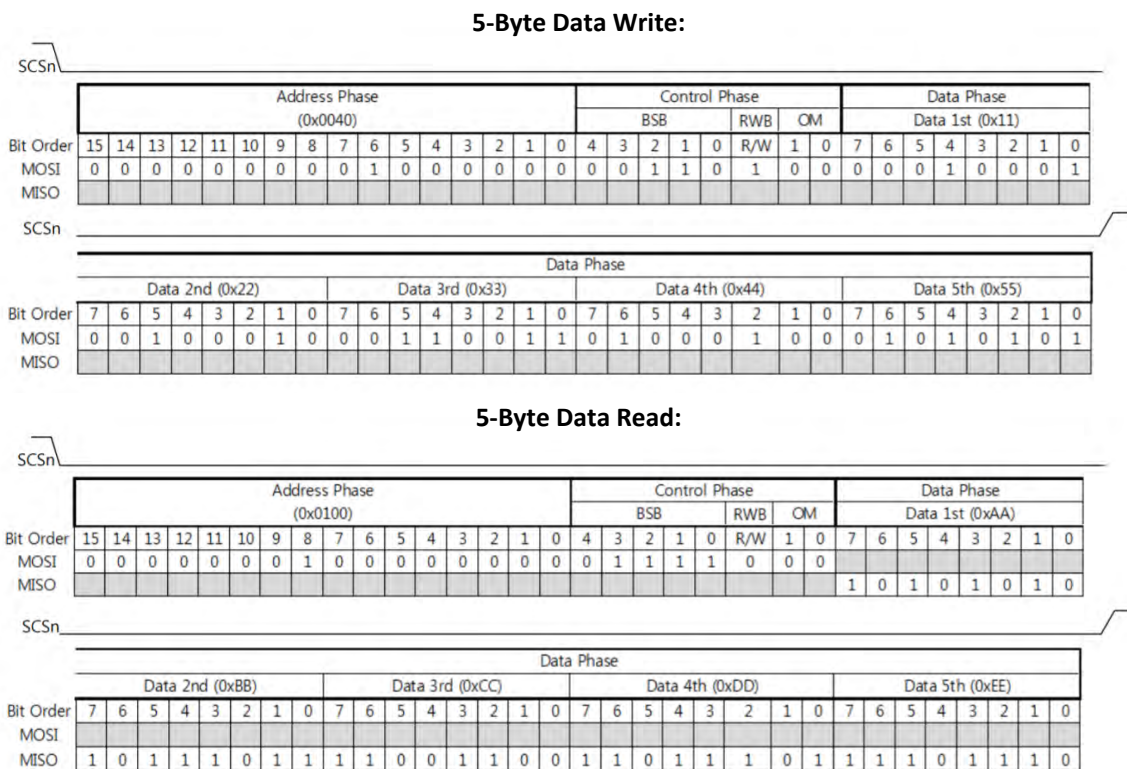 5-Byte Data Write:
SCSn
Address Phase Control Phase Data Phase
(0x0040) BSB RWB OM Data 1st (0x11)
Bit Order 15 14 13 12 11 10 9 8 7 6 5 4 3 2 1 0 4 3 2 1 0 R/W 1 0 7 6 5 4 3 2 1 0
MOSI 0 0 0 0 0 0 0 0 0 1 0 0 0 0 0 0 0 0 1 1 0 1 0 0 0 0 0 1 0 0 0 1
MISO
SCSn
Data Phase
Data 2nd (0x22) Data 3rd (0x33) Data 4th (0x44) Data 5th (0x55)
Bit Order 7 6 5 4 3 2 1 0 7 6 5 4 3 2 1 0 7 6 5 4 3 2 1 0 7 6 5 4 3 2 1 0
MOSI 0 0 1 0 0 0 1 0 0 0 1 1 0 0 1 1 0 1 0 0 0 1 0 0 0 1 0 1 0 1 0 1
MISO
5-Byte Data Read:
SCSn
Address Phase Control Phase Data Phase
(0x0100) BSB RWB OM Data 1st (0xAA)
Bit Order 15 14 13 12 11 10 9 8 7 6 5 4 3 2 1 0 4 3 2 1 0 R/W 1 0 7 6 5 4 3 2 1 0
MOSI 0 0 0 0 0 0 0 1 0 0 0 0 0 0 0 0 0 1 1 1 1 0 0 0
MISO 1 0 1 0 1 0 1 0
SCSn
Data Phase
Data 2nd (0xBB) Data 3rd (0xCC) Data 4th (0xDD) Data 5th (0xEE)
Bit Order 7 6 5 4 3 2 1 0 7 6 5 4 3 2 1 0 7 6 5 4 3 2 1 0 7 6 5 4 3 2 1 0
MOSI
MISO 1 0 1 1 1 0 1 1 1 1 0 0 1 1 0 0 1 1 0 1 1 1 0 1 1 1 1 0 1 1 1 0